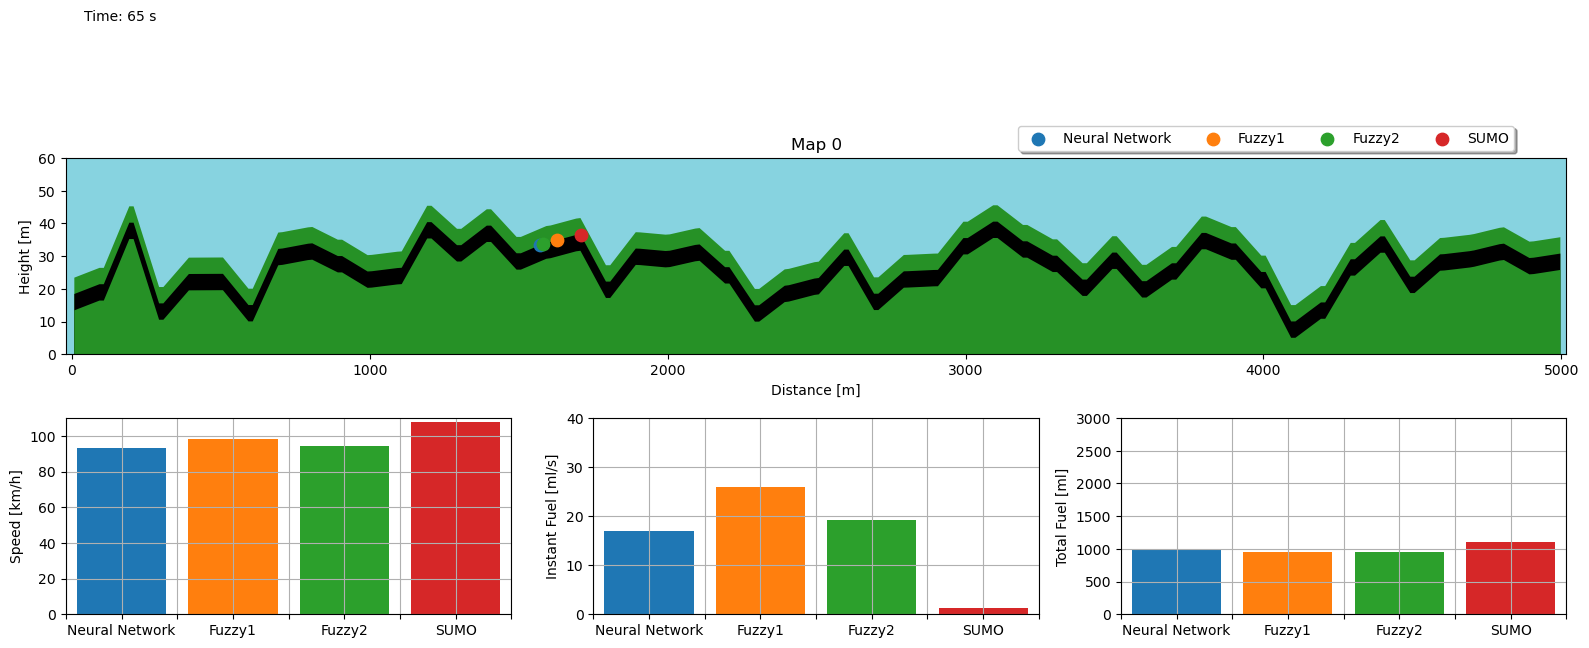 Time: 65 s
Map 0
Neural Network Fuzzy1 Fuzzy2 SUMO
Height [m]
60
50
40
30
20
10
0
0 1000 2000 3000 4000 5000
Distance [m]
Speed [km/h]
100
80
60
40
20
0
Neural Network Fuzzy1 Fuzzy2 SUMO
Instant Fuel [ml/s]
40
30
20
10
0
Neural Network Fuzzy1 Fuzzy2 SUMO
Total Fuel [ml]
3000
2500
2000
1500
1000
500
0
Neural Network Fuzzy1 Fuzzy2 SUMO